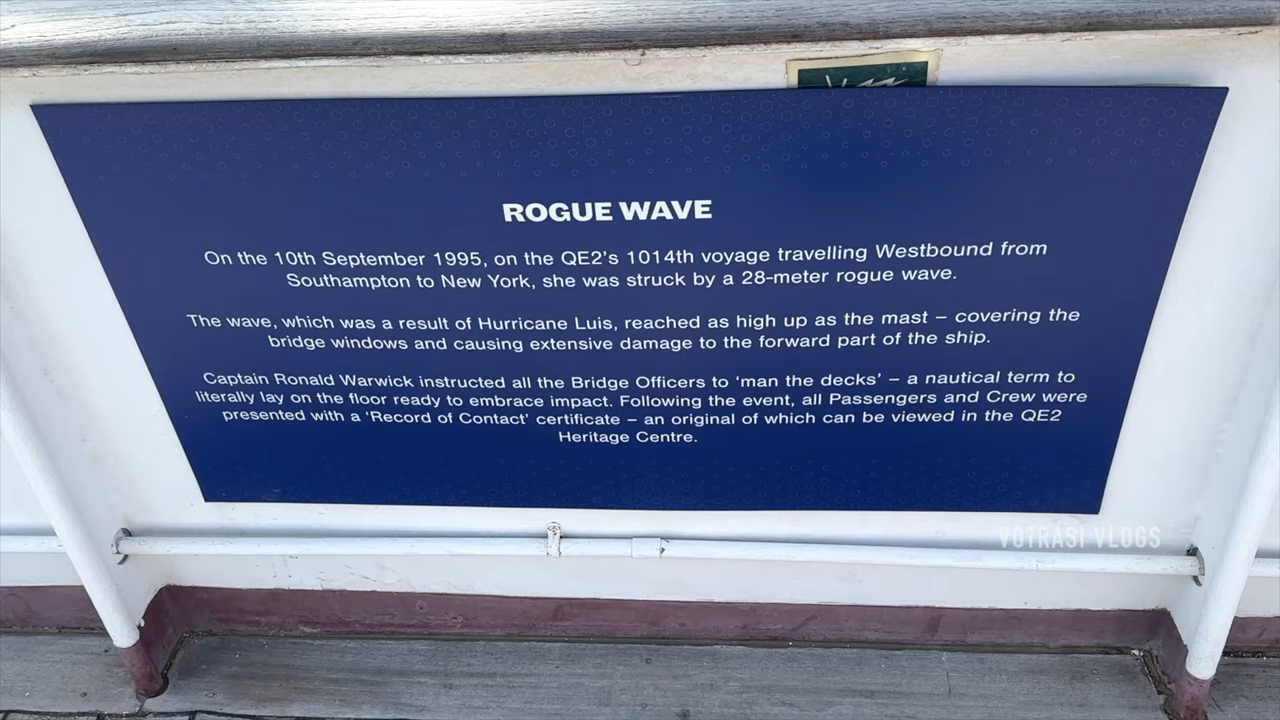 ROGUE WAVE
On the 10th September 1995, on the QE2's 1014th voyage travelling Westbound from
Southampton to New York, she was struck by a 28-meter rogue wave.
The wave, which was a result of Hurricane Luis, reached as high up as the mast – covering the
bridge windows and causing extensive damage to the forward part of the ship.
Captain Ronald Warwick instructed all the Bridge Officers to ‘man the decks’ – a nautical term to
literally lay on the floor ready to embrace impact. Following the event, all Passengers and Crew were
presented with a ‘Record of Contact’ certificate – an original of which can be viewed in the QE2
Heritage Centre.
VOTRASI VLOGS